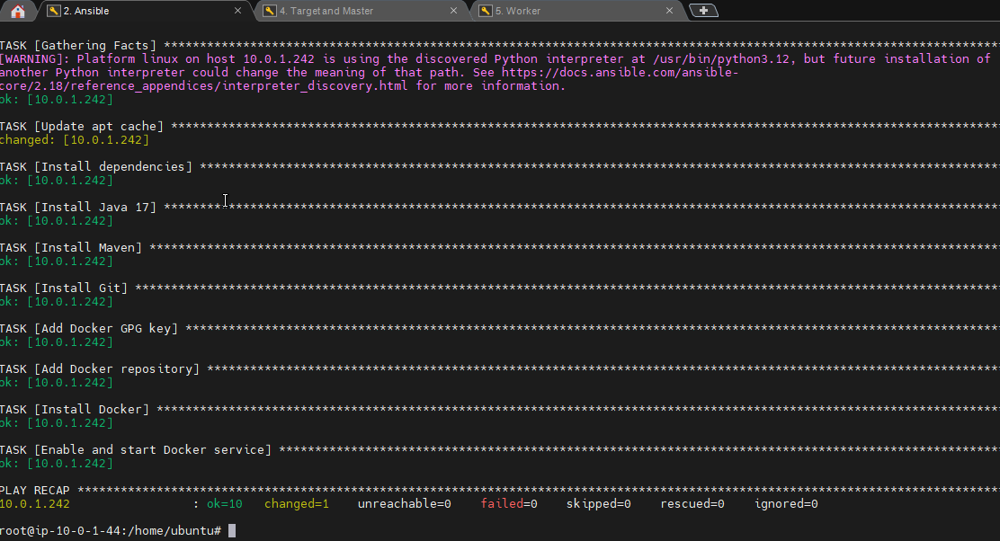 2. Ansible
4. Target and Master
5. Worker
TASK [Gathering Facts] ************************************************************************************************************************
[WARNING]: Platform linux on host 10.0.1.242 is using the discovered Python interpreter at /usr/bin/python3.12, but future installation of
another Python interpreter could change the meaning of that path. See https://docs.ansible.com/ansible-
core/2.18/reference_appendices/interpreter_discovery.html for more information.
ok: [10.0.1.242]
TASK [Update apt cache] ***********************************************************************************************************************
changed: [10.0.1.242]
TASK [Install dependencies] *******************************************************************************************************************
ok: [10.0.1.242]
TASK [Install Java 17] ************************************************************************************************************************
ok: [10.0.1.242]
TASK [Install Maven] **************************************************************************************************************************
ok: [10.0.1.242]
TASK [Install Git] ****************************************************************************************************************************
ok: [10.0.1.242]
TASK [Add Docker GPG key] *********************************************************************************************************************
ok: [10.0.1.242]
TASK [Add Docker repository] ******************************************************************************************************************
ok: [10.0.1.242]
TASK [Install Docker] *************************************************************************************************************************
ok: [10.0.1.242]
TASK [Enable and start Docker service] ********************************************************************************************************
ok: [10.0.1.242]
PLAY RECAP ************************************************************************************************************************************
10.0.1.242 : ok=10 changed=1 unreachable=0 failed=0 skipped=0 rescued=0 ignored=0
root@ip-10-0-1-44:/home/ubuntu#